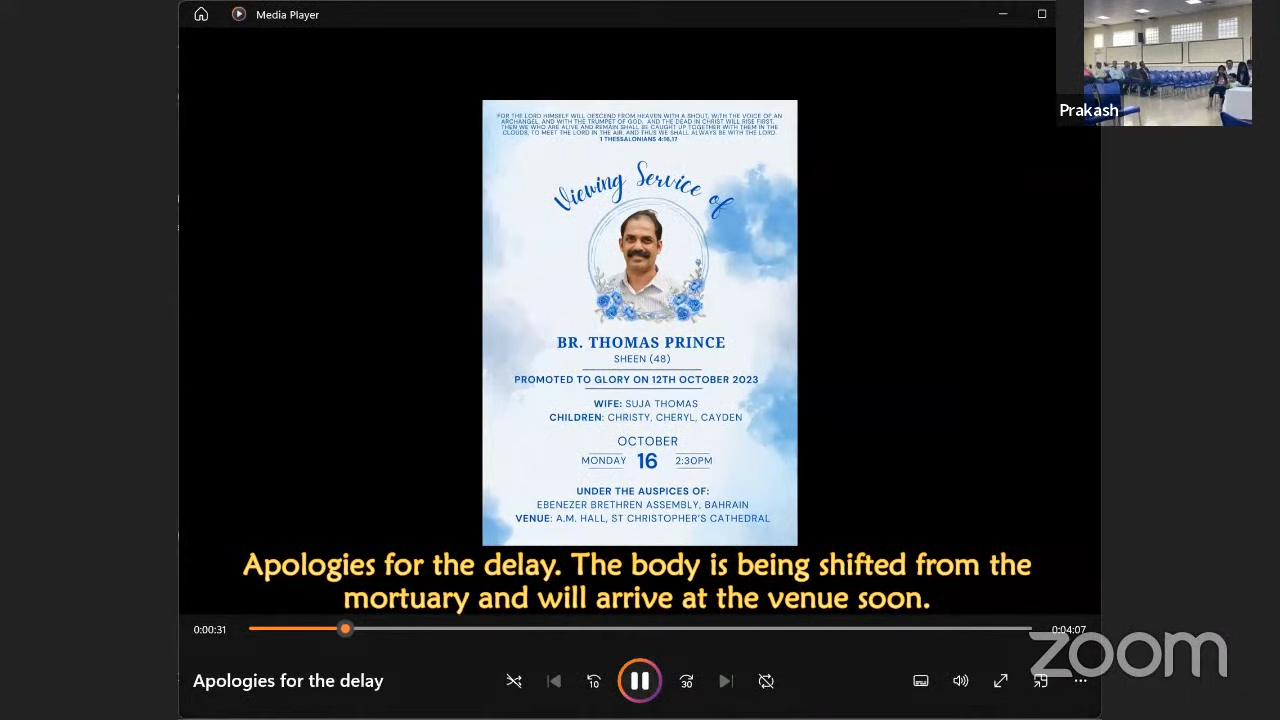 Media Player
Prakash
FOR THE LORD HIMSELF WILL DESCEND FROM HEAVEN WITH A SHOUT, WITH THE VOICE OF AN
ARCHANGEL, AND WITH THE TRUMPET OF GOD. AND THE DEAD IN CHRIST WILL RISE FIRST.
THEN WE WHO ARE ALIVE AND REMAIN SHALL BE CAUGHT UP TOGETHER WITH THEM IN THE
CLOUDS, TO MEET THE LORD IN THE AIR. AND THUS WE SHALL ALWAYS BE WITH THE LORD.
1 THESSALONIANS 4:16,17
Viewing Service of
BR. THOMAS PRINCE
SHEEN (48)
PROMOTED TO GLORY ON 12TH OCTOBER 2023
WIFE: SUJA THOMAS
CHILDREN: CHRISTY, CHERYL, CAYDEN
OCTOBER
MONDAY 16 2:30PM
UNDER THE AUSPICES OF:
EBENEZER BRETHREN ASSEMBLY, BAHRAIN
VENUE: A.M. HALL, ST CHRISTOPHER'S CATHEDRAL
Apologies for the delay. The body is being shifted from the
mortuary and will arrive at the venue soon.
0:00:31 0:04:07
zoom
Apologies for the delay 10 30